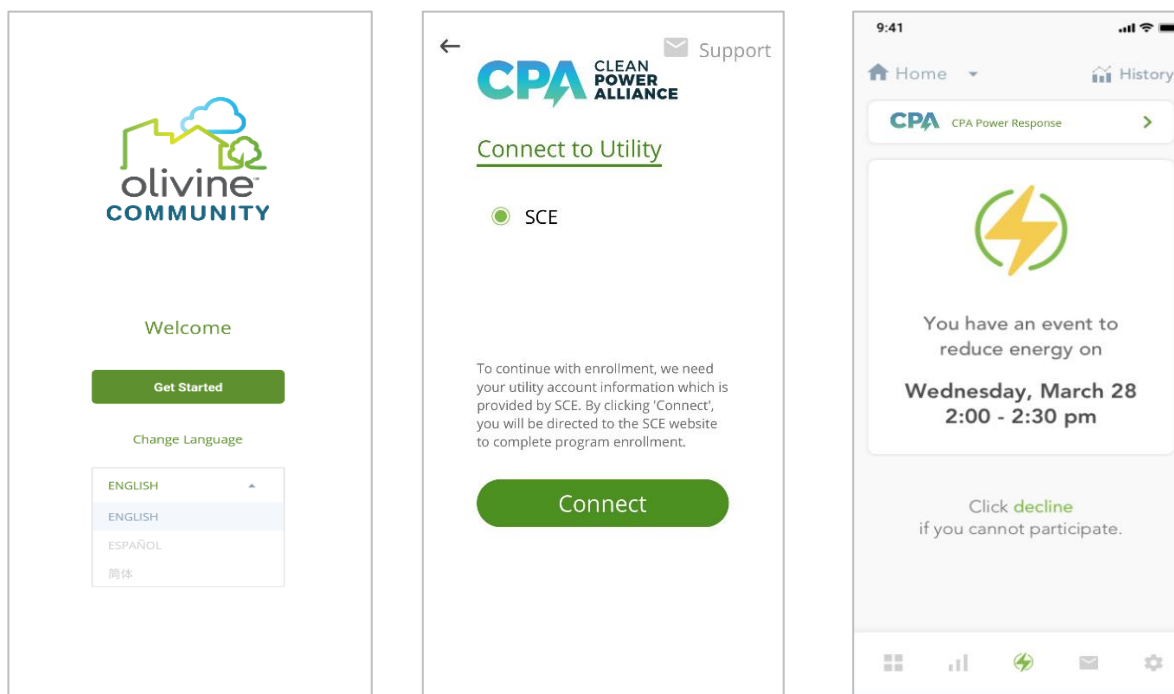 olivine™
COMMUNITY
Welcome
Get Started
Change Language
ENGLISH
ENGLISH
ESPAÑOL
简体
Support
CPA CLEAN
POWER
ALLIANCE
Connect to Utility
SCE
To continue with enrollment, we need
your utility account information which is
provided by SCE. By clicking 'Connect',
you will be directed to the SCE website
to complete program enrollment.
Connect
9:41
Home
History
CPA CPA Power Response
You have an event to
reduce energy on
Wednesday, March 28
2:00 - 2:30 pm
Click decline
if you cannot participate.